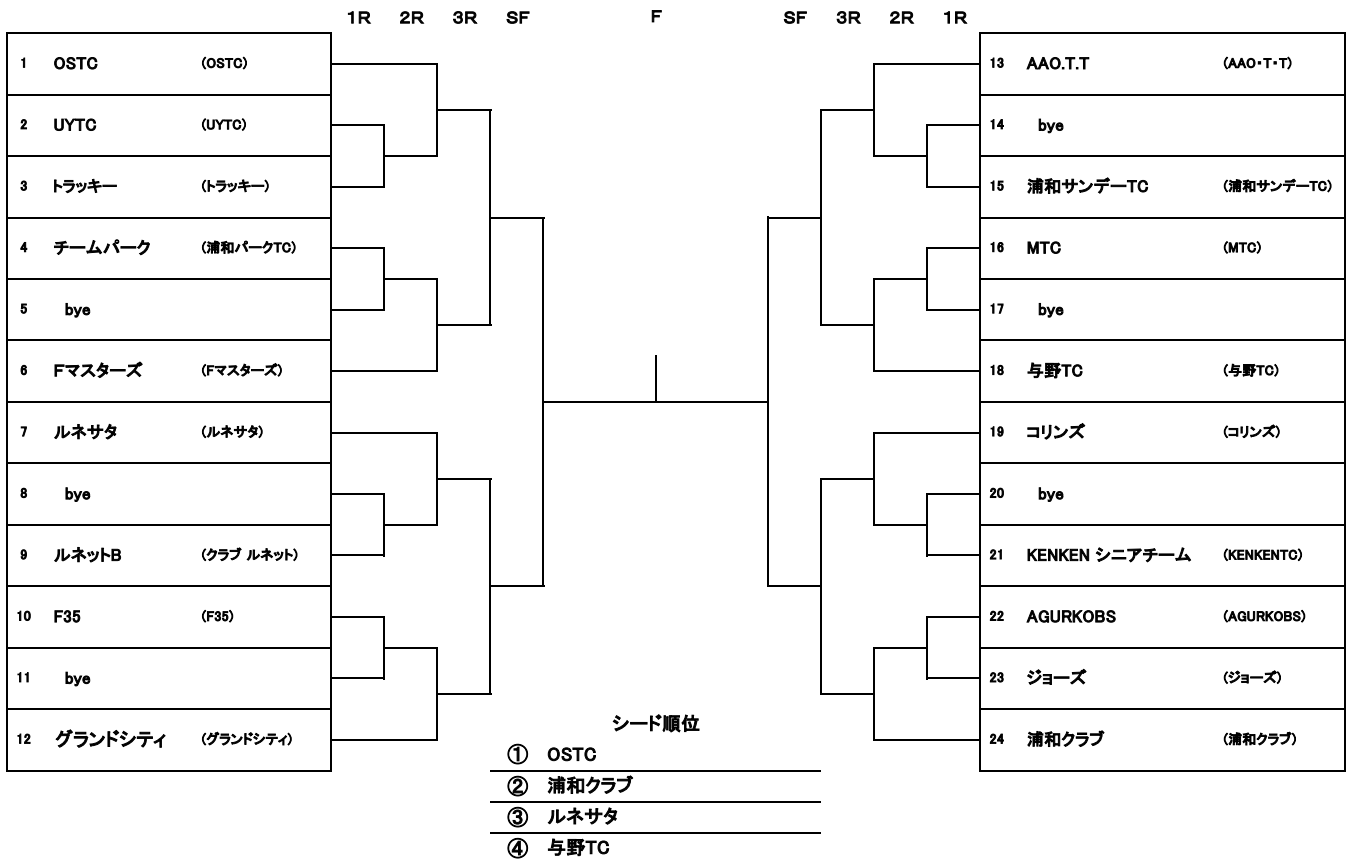 1R 2R 3R SF F SF 3R 2R 1R
1 OSTC (OSTC)
2 UYTC (UYTC)
3 トラッキー (トラッキー)
4 チームパーク (浦和パークTC)
5 bye
6 Fマスターズ (Fマスターズ)
7 ルネサタ (ルネサタ)
8 bye
9 ルネットB (クラブ ルネット)
10 F35 (F35)
11 bye
12 グランドシティ (グランドシティ)
13 AAO.T.T (AAO・T・T)
14 bye
15 浦和サンデーTC (浦和サンデーTC)
16 MTC (MTC)
17 bye
18 与野TC (与野TC)
19 コリンズ (コリンズ)
20 bye
21 KENKEN シニアチーム (KENKENTC)
22 AGURKOBS (AGURKOBS)
23 ジョーズ (ジョーズ)
24 浦和クラブ (浦和クラブ)
シード順位
① OSTC
② 浦和クラブ
③ ルネサタ
④ 与野TC